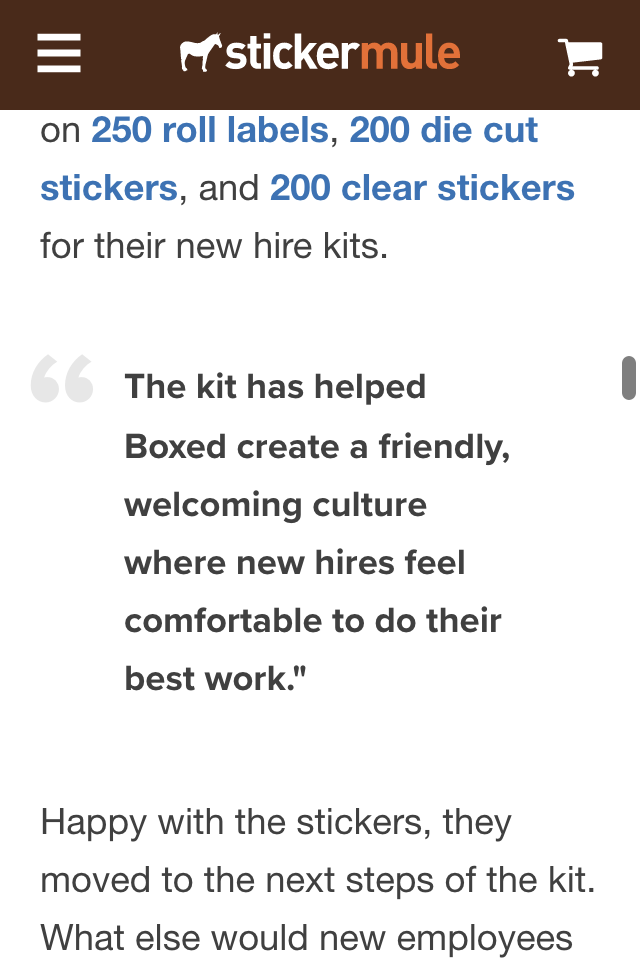 stickermule
on 250 roll labels, 200 die cut
stickers, and 200 clear stickers
for their new hire kits.
“ The kit has helped
Boxed create a friendly,
welcoming culture
where new hires feel
comfortable to do their
best work."
Happy with the stickers, they
moved to the next steps of the kit.
What else would new employees